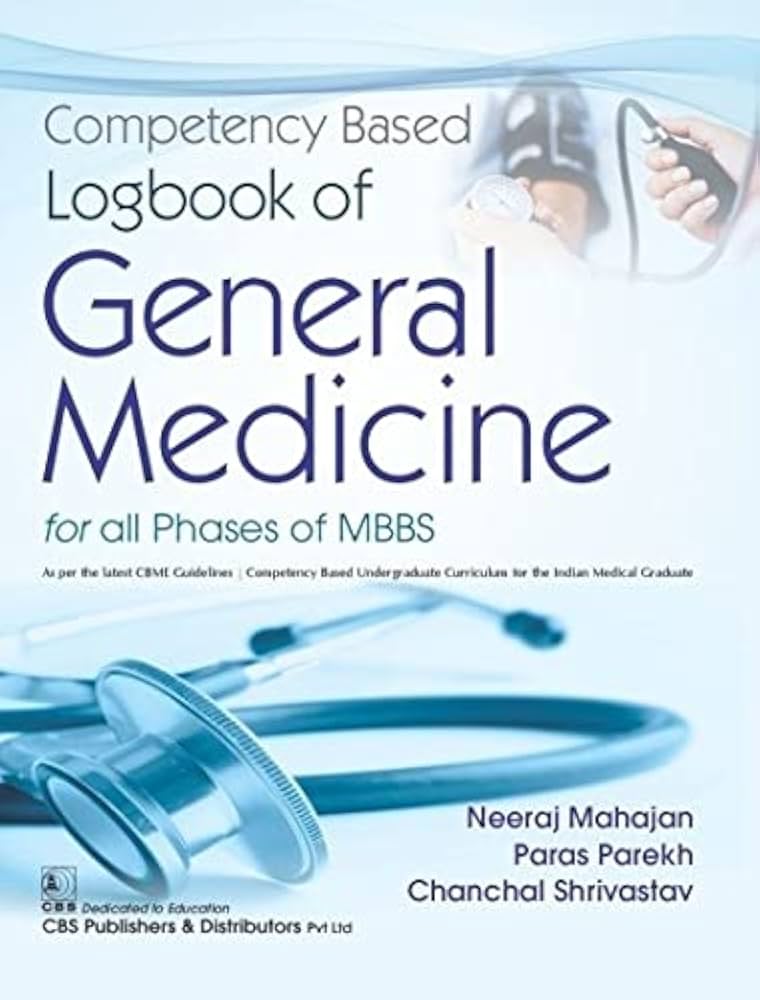 Competency Based
Logbook of
General
Medicine
for all Phases of MBBS
As per the latest CBME Guidelines | Competency Based Undergraduate Curriculum for the Indian Medical Graduate
Neeraj Mahajan
Paras Parekh
Chanchal Shrivastav
CBS Dedicated to Education
CBS Publishers & Distributors Pvt Ltd